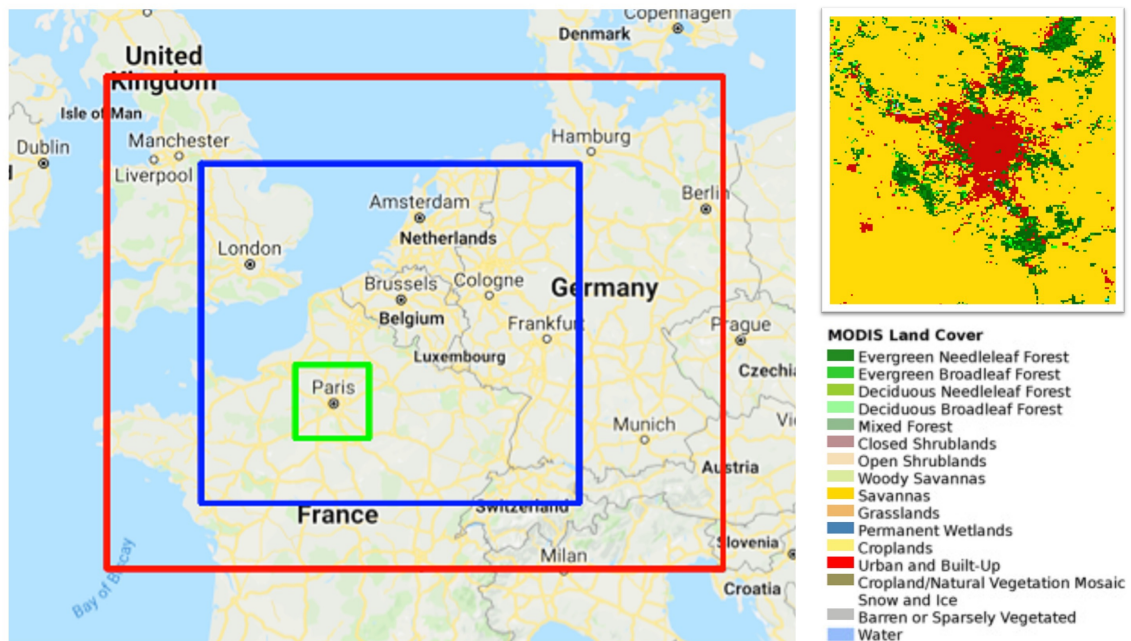 Copenhagen
United
Kingdom
Denmark
Isle of Man
Dublin
Manchester
Hamburg
Liverpool
Berlin
Amsterdam
London
Netherlands
Brussels
Cologne
Germany
Belgium
Frankfurt
Prague
Luxembourg
Czechi
Paris
Munich
Vi
Austria
Switzerland
France
Milan
Slovenia
Bay of Biscay
Croatia
MODIS Land Cover
Evergreen Needleleaf Forest
Evergreen Broadleaf Forest
Deciduous Needleleaf Forest
Deciduous Broadleaf Forest
Mixed Forest
Closed Shrublands
Open Shrublands
Woody Savannas
Savannas
Grasslands
Permanent Wetlands
Croplands
Urban and Built-Up
Cropland/Natural Vegetation Mosaic
Snow and Ice
Barren or Sparsely Vegetated
Water